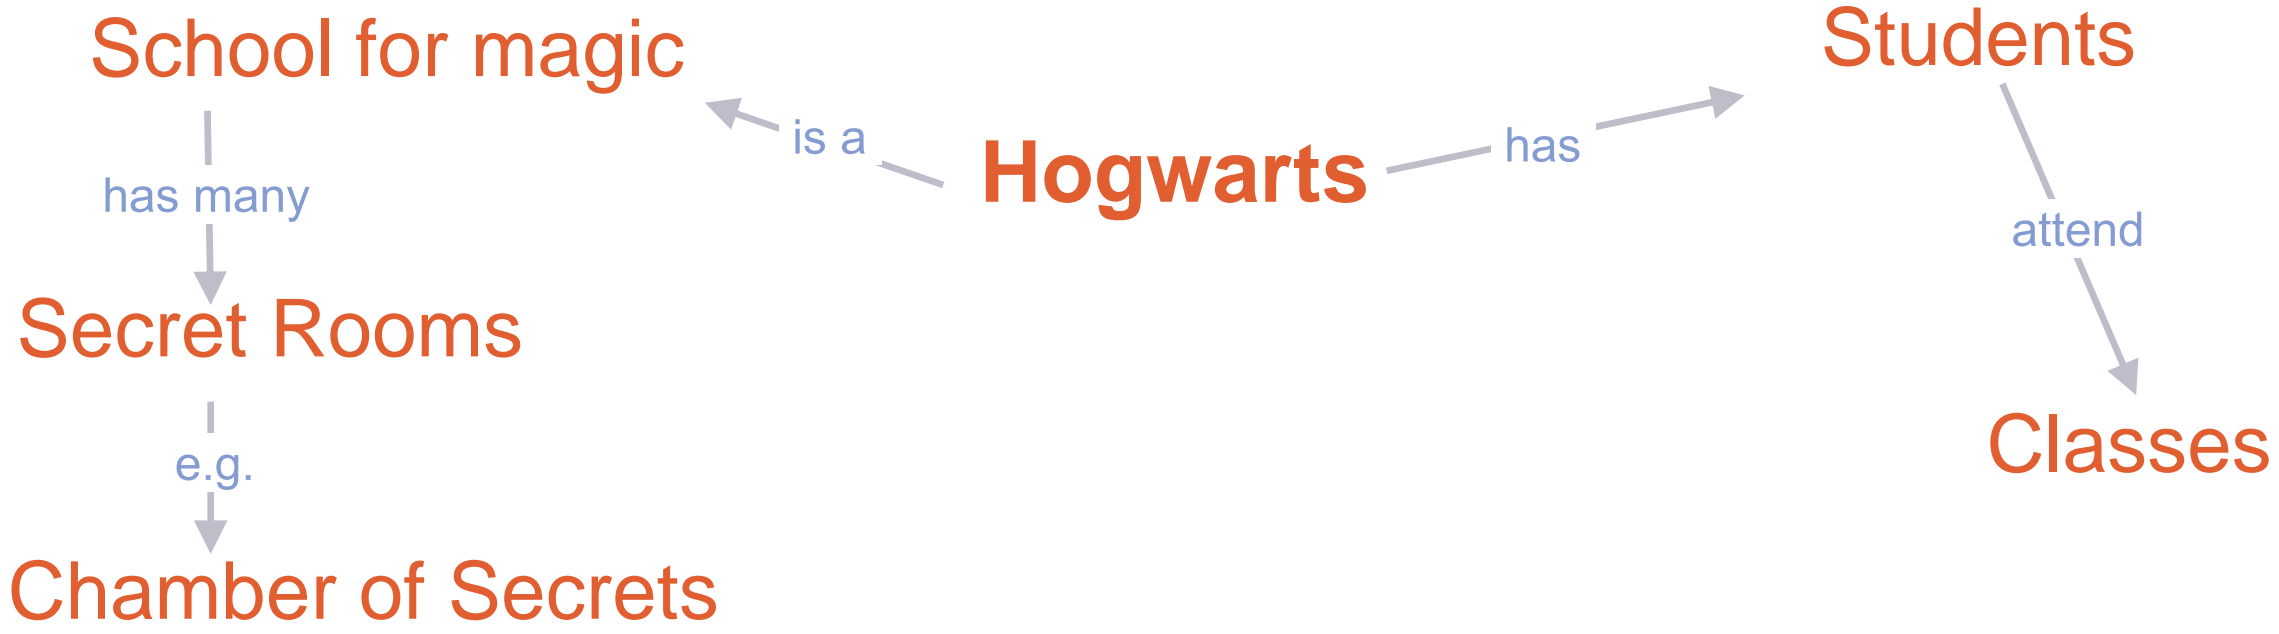 School for magic
is a
Hogwarts
has
Students
has many
attend
Secret Rooms
Classes
e.g.
Chamber of Secrets